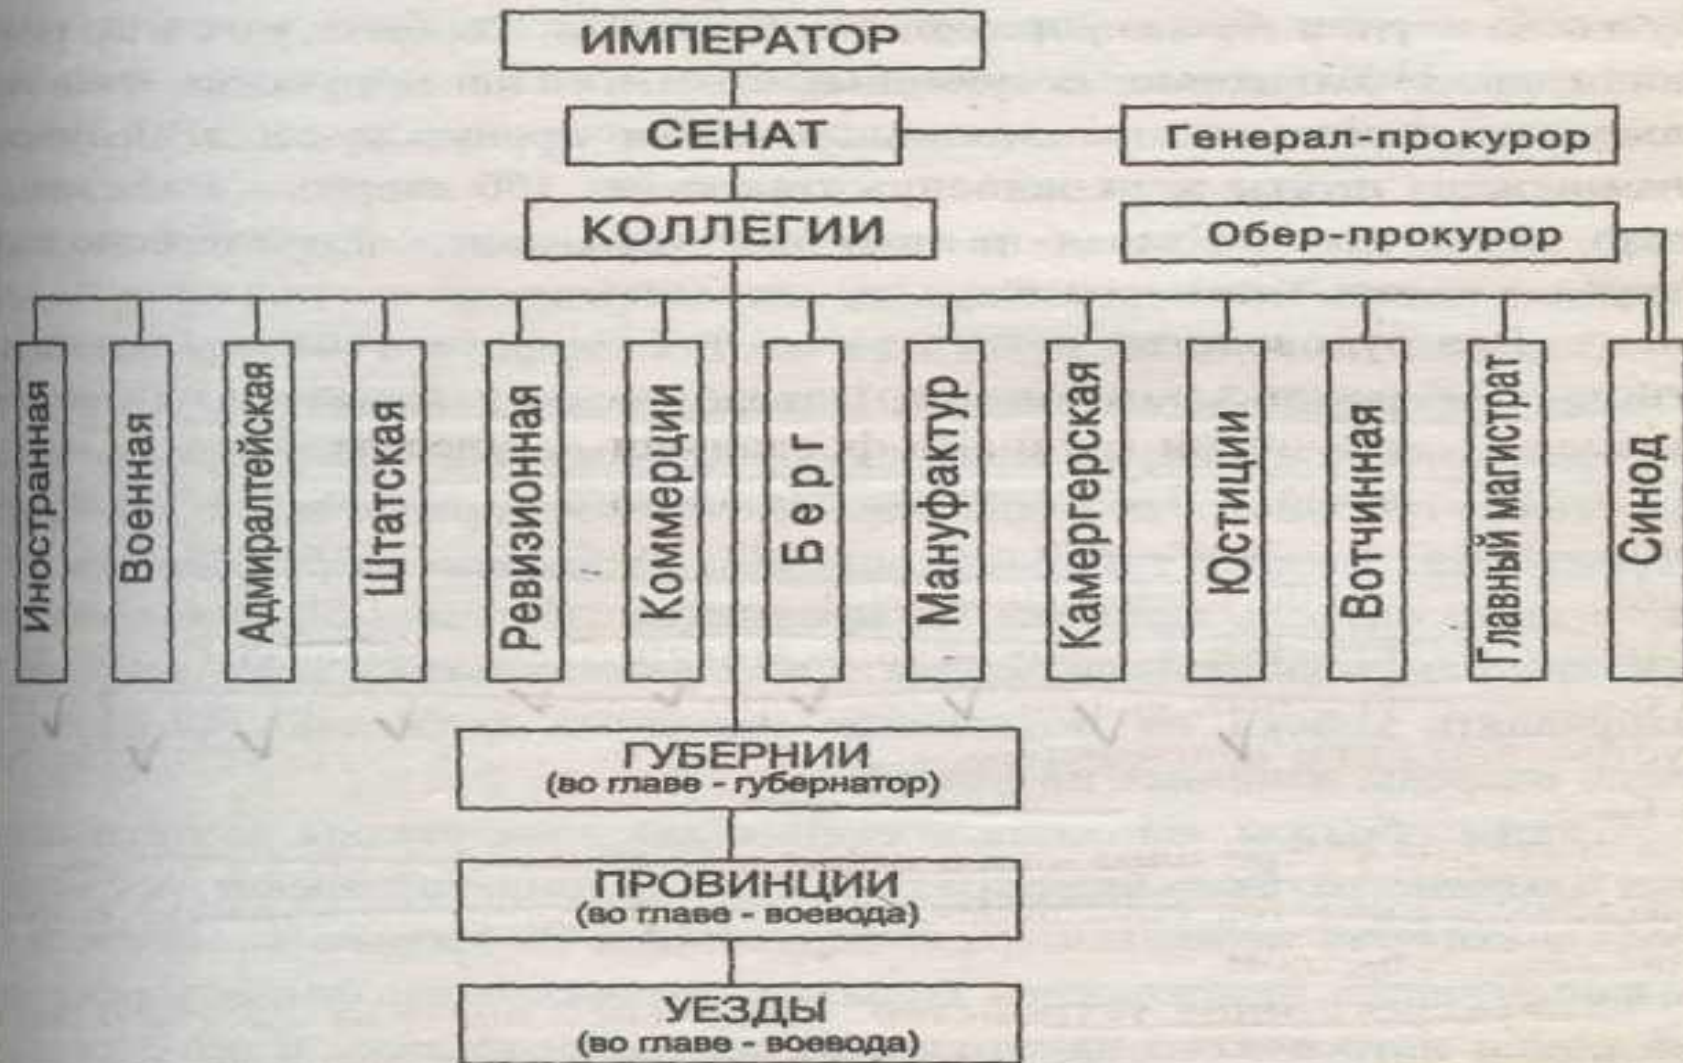 ИМПЕРАТОР
СЕНАТ
Генерал-прокурор
КОЛЛЕГИИ
Обер-прокурор
Иностранная
Военная
Адмиралтейская
Штатская
Ревизионная
Коммерции
Берг
Мануфактур
Камергерская
Юстиции
Вотчинная
Главный магистрат
Синод
ГУБЕРНИИ
(во главе - губернатор)
ПРОВИНЦИИ
(во главе - воевода)
УЕЗДЫ
(во главе - воевода)